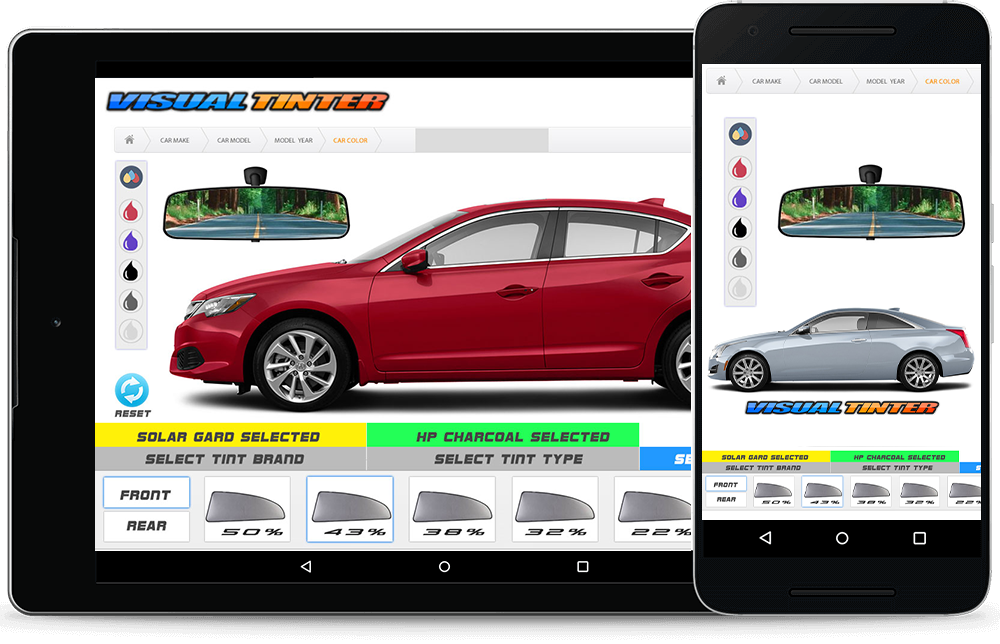 VISUAL TINTER
CAR MAKE CAR MODEL MODEL YEAR CAR COLOR
RESET
SOLAR GARD SELECTED HP CHARCOAL SELECTED
SELECT TINT BRAND SELECT TINT TYPE SE
FRONT
REAR
50% 43% 38% 32% 22%
CAR MAKE CAR MODEL MODEL YEAR CAR COLOR
VISUAL TINTER
SOLAR GARD SELECTED HP CHARCOAL SELECTED
SELECT TINT BRAND SELECT TINT TYPE S
FRONT
REAR
50% 43% 38% 32% 22%